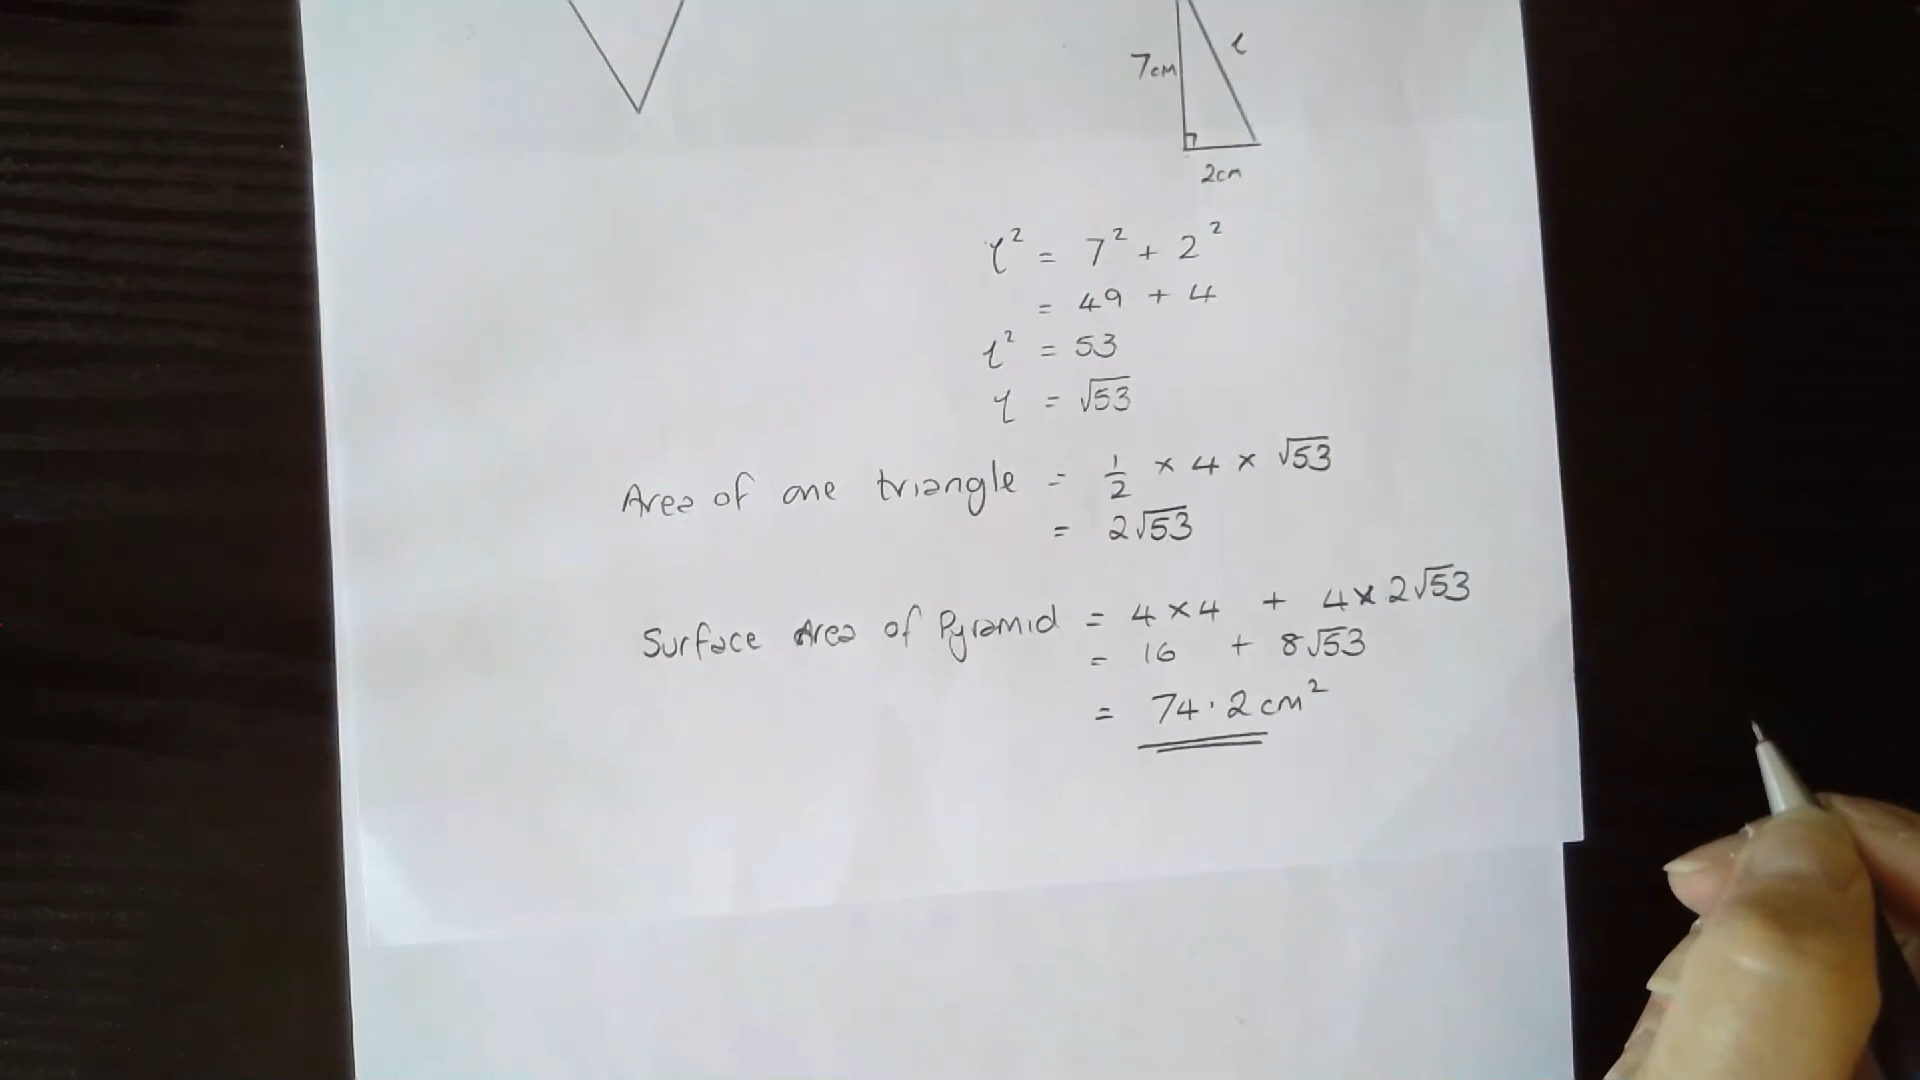 l
7cm
2cm
l² = 7² + 2²
= 49 + 4
l² = 53
l = √53
Area of one triangle = 1/2 × 4 × √53
= 2√53
Surface Area of Pyramid = 4 × 4 + 4 × 2√53
= 16 + 8√53
= 74.2 cm²